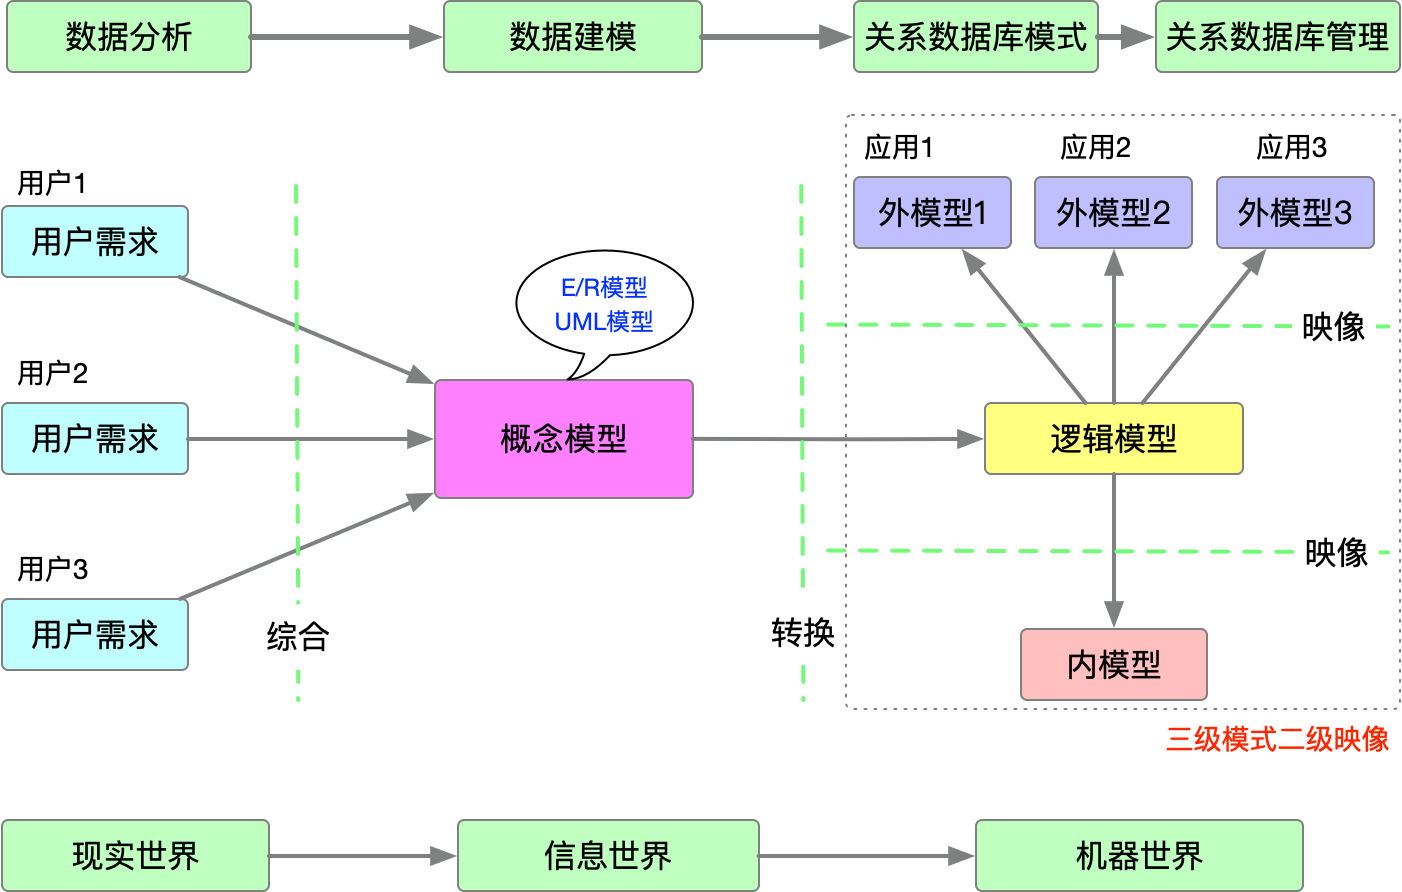 数据分析
数据建模
关系数据库模式
关系数据库管理
用户1
用户需求
用户2
用户需求
用户3
用户需求
综合
E/R模型
UML模型
概念模型
转换
应用1
应用2
应用3
外模型1
外模型2
外模型3
映像
逻辑模型
映像
内模型
三级模式二级映像
现实世界
信息世界
机器世界